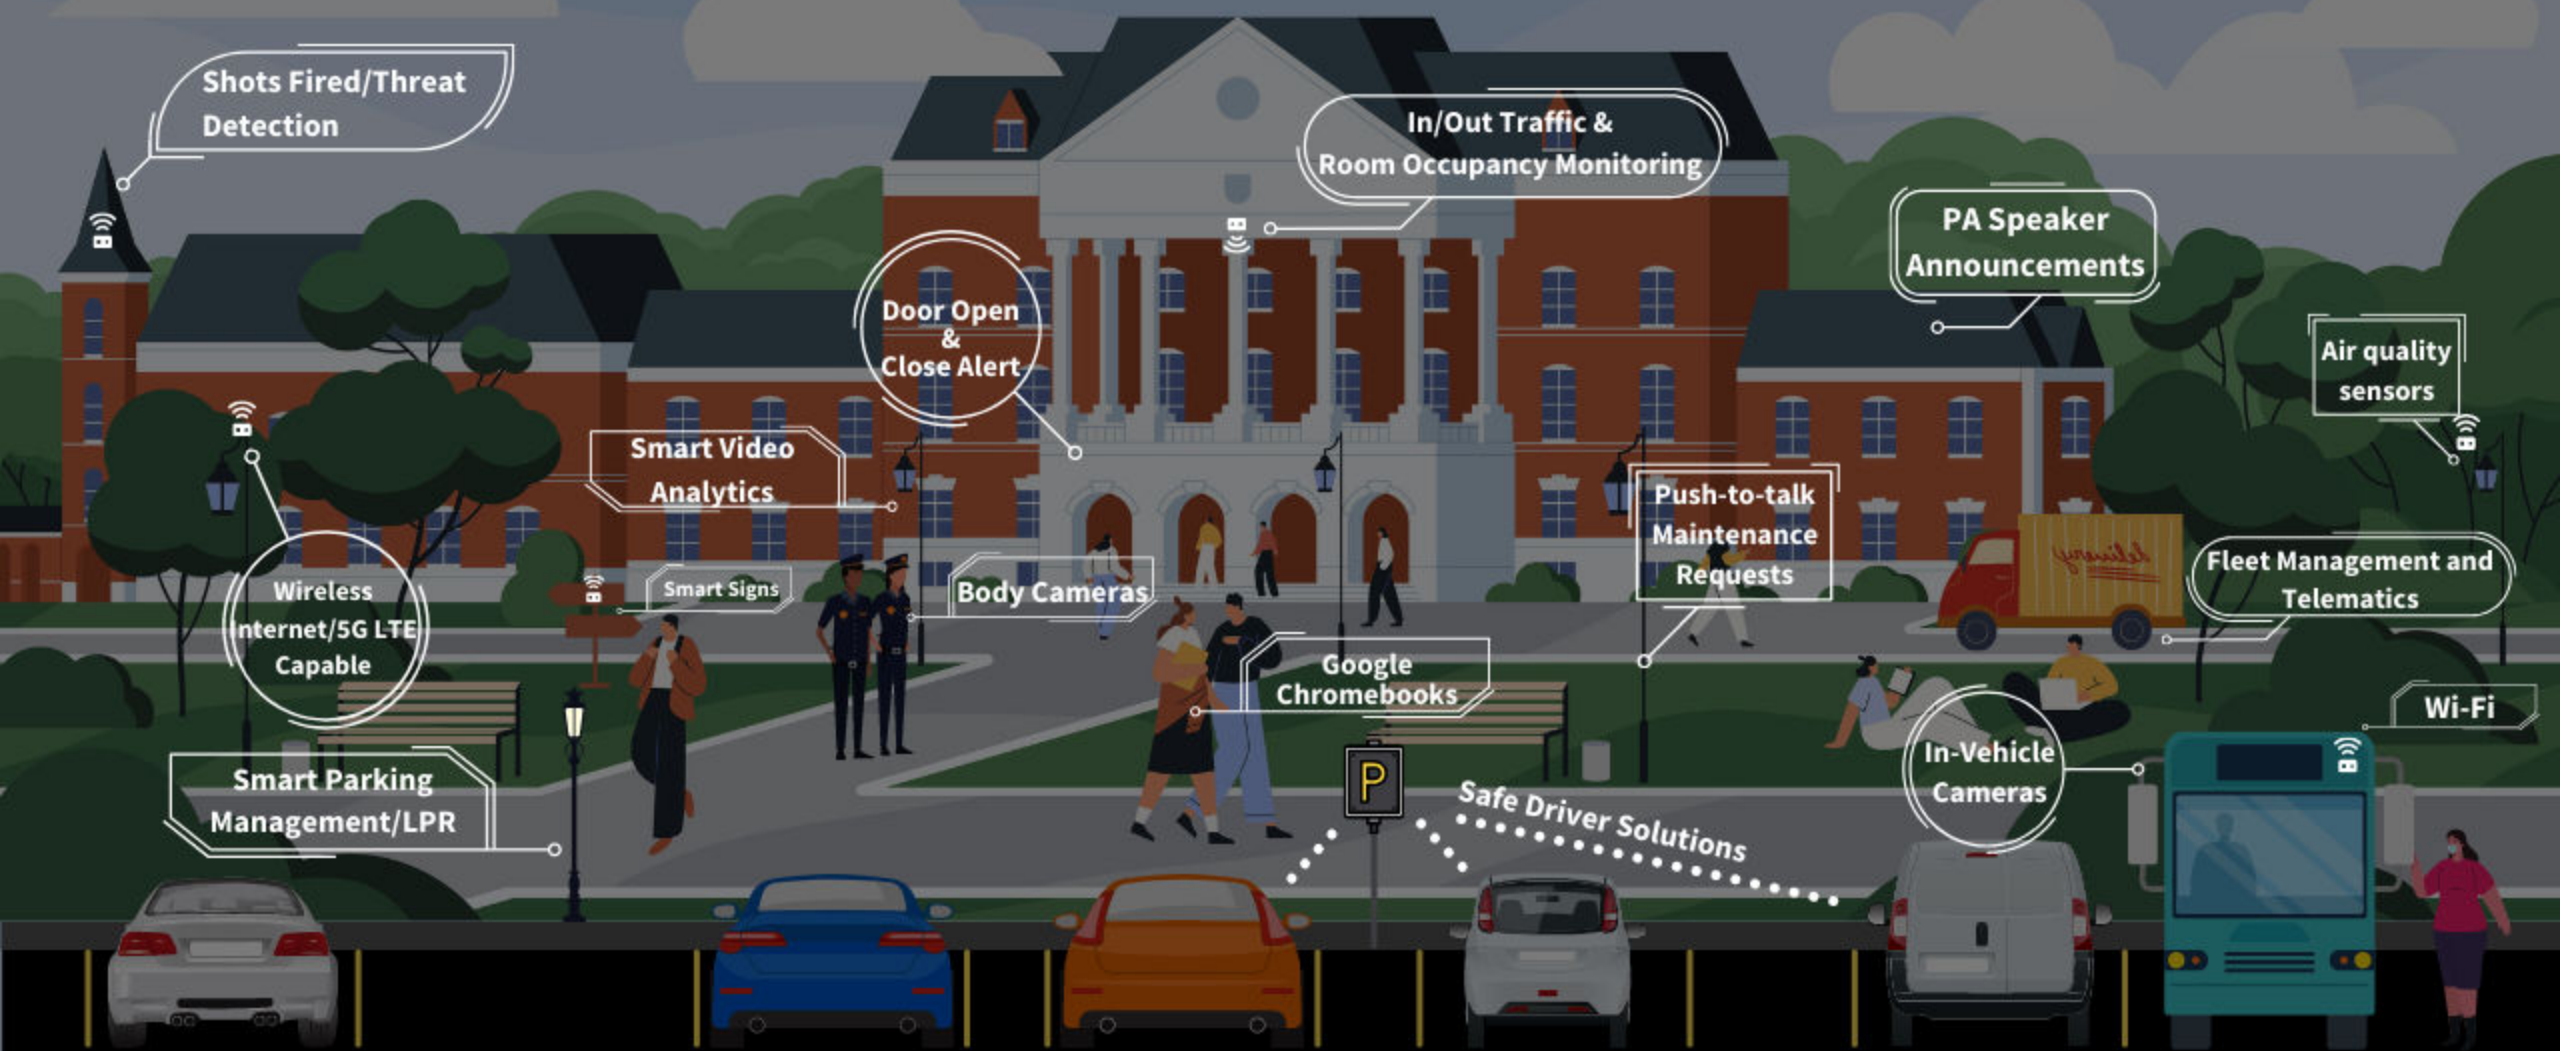 Shots Fired/Threat
Detection
In/Out Traffic &
Room Occupancy Monitoring
PA Speaker
Announcements
Door Open
&
Close Alert
Air quality
sensors
Smart Video
Analytics
Push-to-talk
Maintenance
Requests
delivery
Fleet Management and
Telematics
Wireless
Internet/5G LTE
Capable
Smart Signs
Body Cameras
Google
Chromebooks
Wi-Fi
In-Vehicle
Cameras
Smart Parking
Management/LPR
P
Safe Driver Solutions